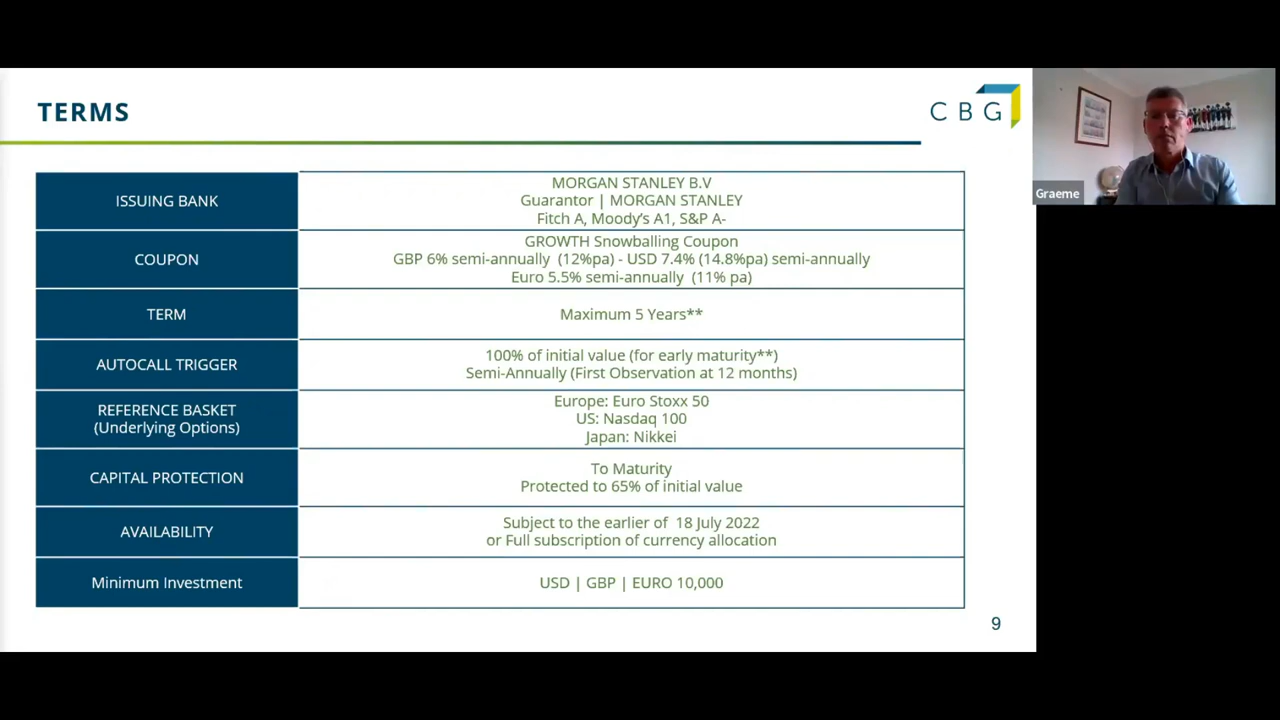 TERMS
CBG
Graeme
ISSUING BANK
MORGAN STANLEY B.V
Guarantor | MORGAN STANLEY
Fitch A, Moody's A1, S&P A-
COUPON
GROWTH Snowballing Coupon
GBP 6% semi-annually (12%pa) - USD 7.4% (14.8%pa) semi-annually
Euro 5.5% semi-annually (11% pa)
TERM
Maximum 5 Years**
AUTOCALL TRIGGER
100% of initial value (for early maturity**)
Semi-Annually (First Observation at 12 months)
REFERENCE BASKET
(Underlying Options)
Europe: Euro Stoxx 50
US: Nasdaq 100
Japan: Nikkei
CAPITAL PROTECTION
To Maturity
Protected to 65% of initial value
AVAILABILITY
Subject to the earlier of 18 July 2022
or Full subscription of currency allocation
Minimum Investment
USD | GBP | EURO 10,000
9